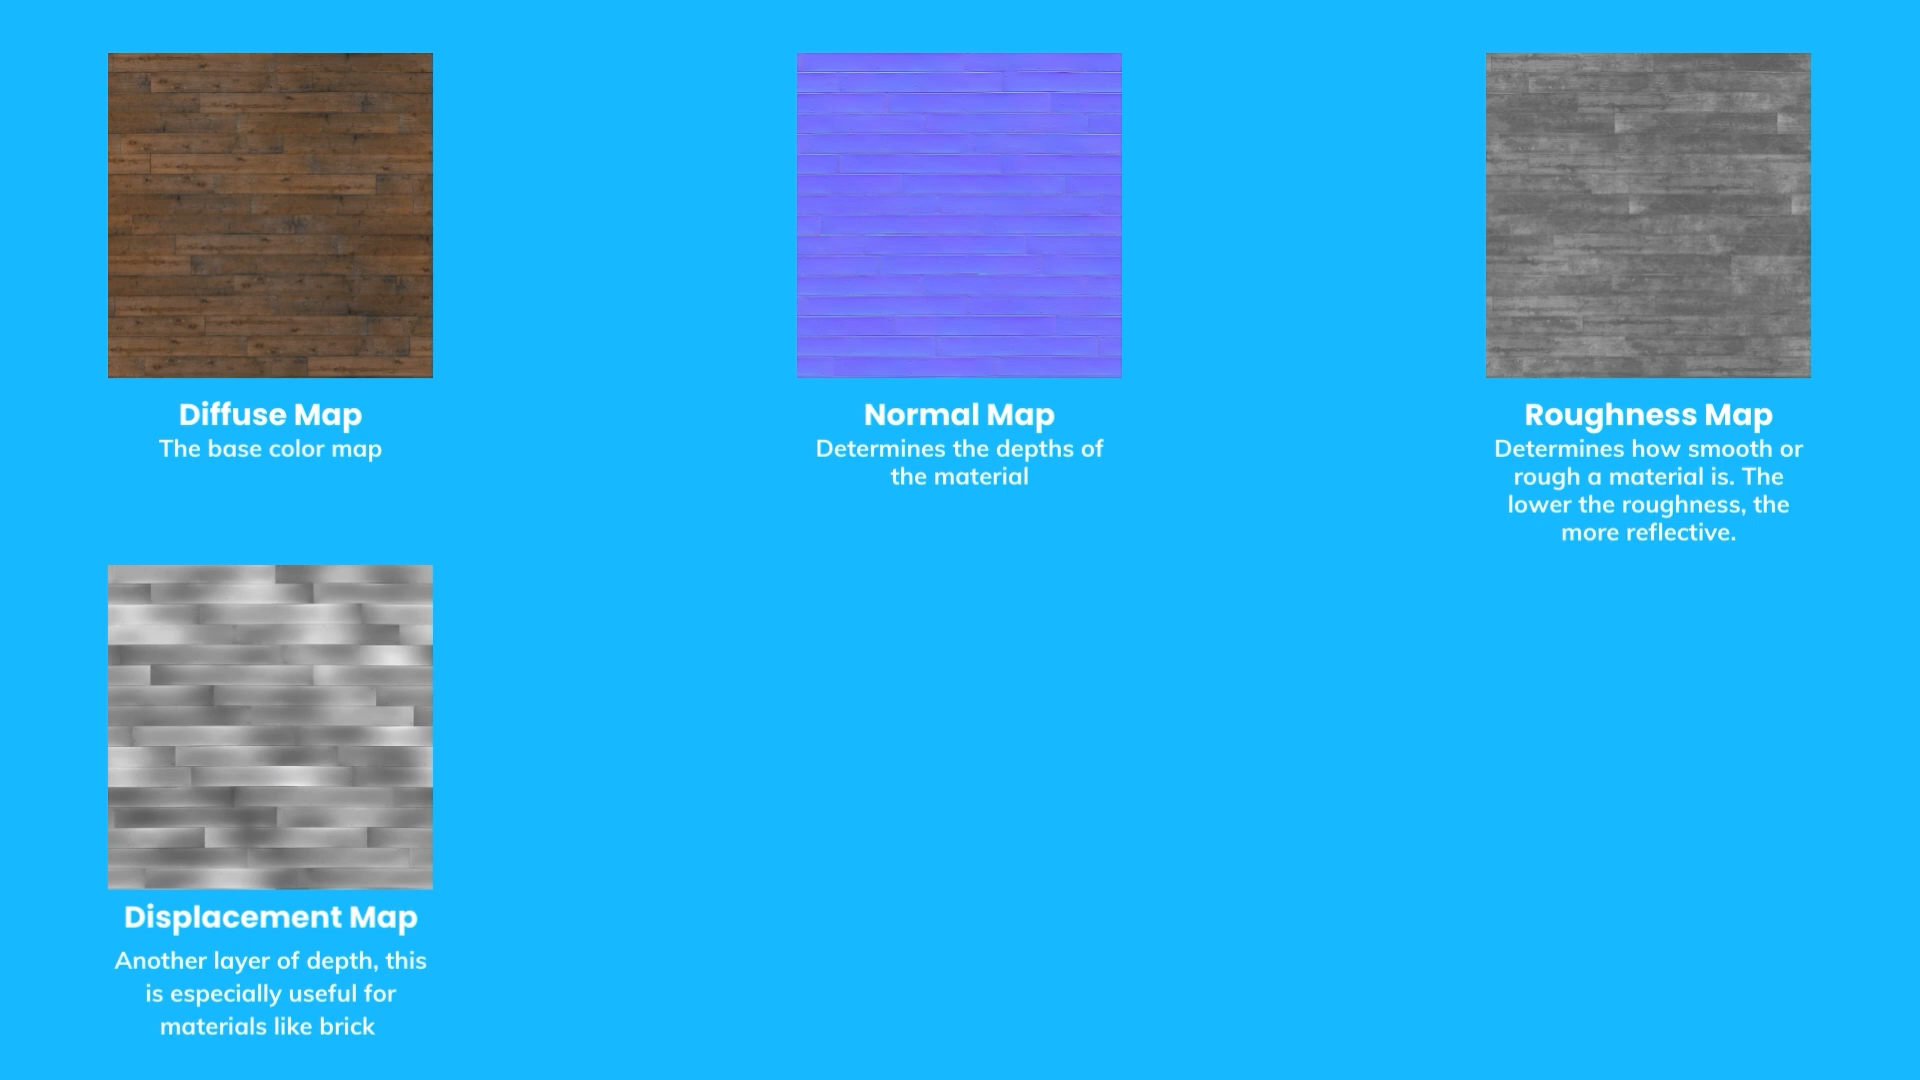 Diffuse Map
The base color map
Normal Map
Determines the depths of
the material
Roughness Map
Determines how smooth or
rough a material is. The
lower the roughness, the
more reflective.
Displacement Map
Another layer of depth, this
is especially useful for
materials like brick